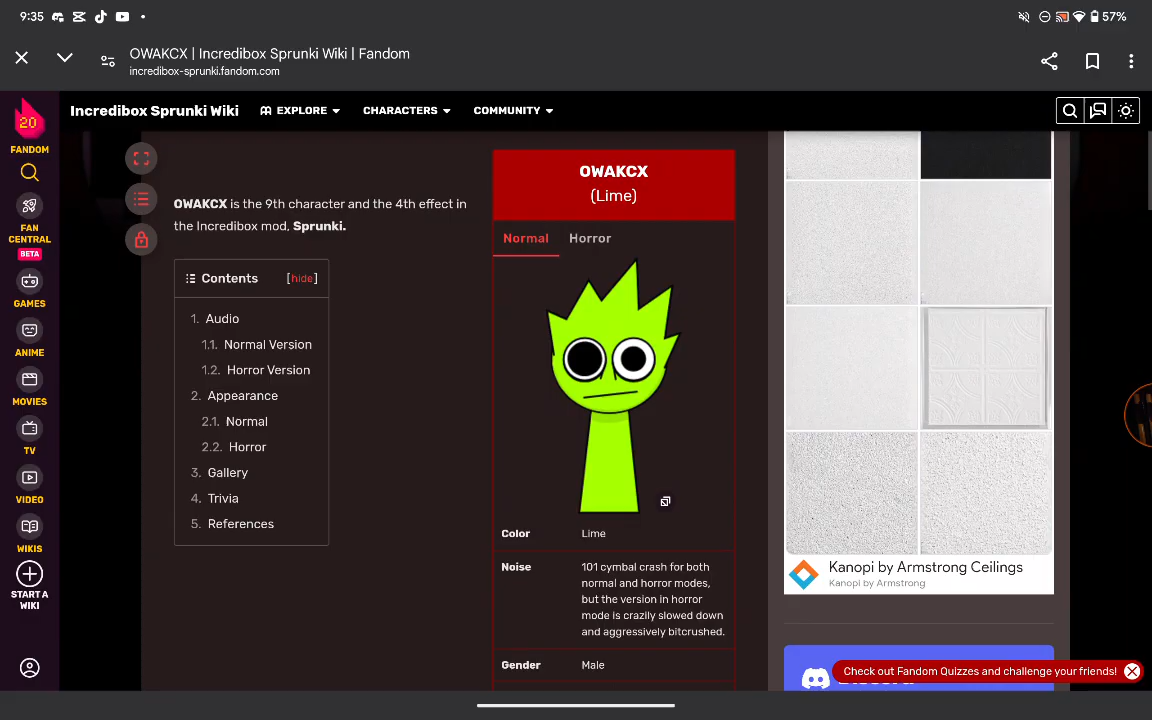 9:35
57%
OWAKCX | Incredibox Sprunki Wiki | Fandom
incredibox-sprunki.fandom.com
20
FANDOM
FAN
CENTRAL
BETA
GAMES
ANIME
MOVIES
TV
VIDEO
WIKIS
START A
WIKI
Incredibox Sprunki Wiki
EXPLORE
CHARACTERS
COMMUNITY
OWAKCX is the 9th character and the 4th effect in
the Incredibox mod, Sprunki.
Contents [hide]
1. Audio
1.1. Normal Version
1.2. Horror Version
2. Appearance
2.1. Normal
2.2. Horror
3. Gallery
4. Trivia
5. References
OWAKCX
(Lime)
Normal Horror
Color Lime
Noise 101 cymbal crash for both
normal and horror modes,
but the version in horror
mode is crazily slowed down
and aggressively bitcrushed.
Gender Male
Kanopi by Armstrong Ceilings
Kanopi by Armstrong
Check out Fandom Quizzes and challenge your friends!